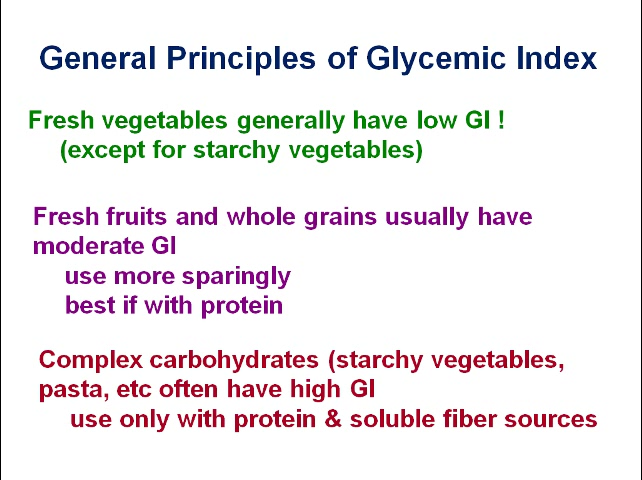 General Principles of Glycemic Index
Fresh vegetables generally have low GI !
(except for starchy vegetables)
Fresh fruits and whole grains usually have
moderate GI
use more sparingly
best if with protein
Complex carbohydrates (starchy vegetables,
pasta, etc often have high GI
use only with protein & soluble fiber sources